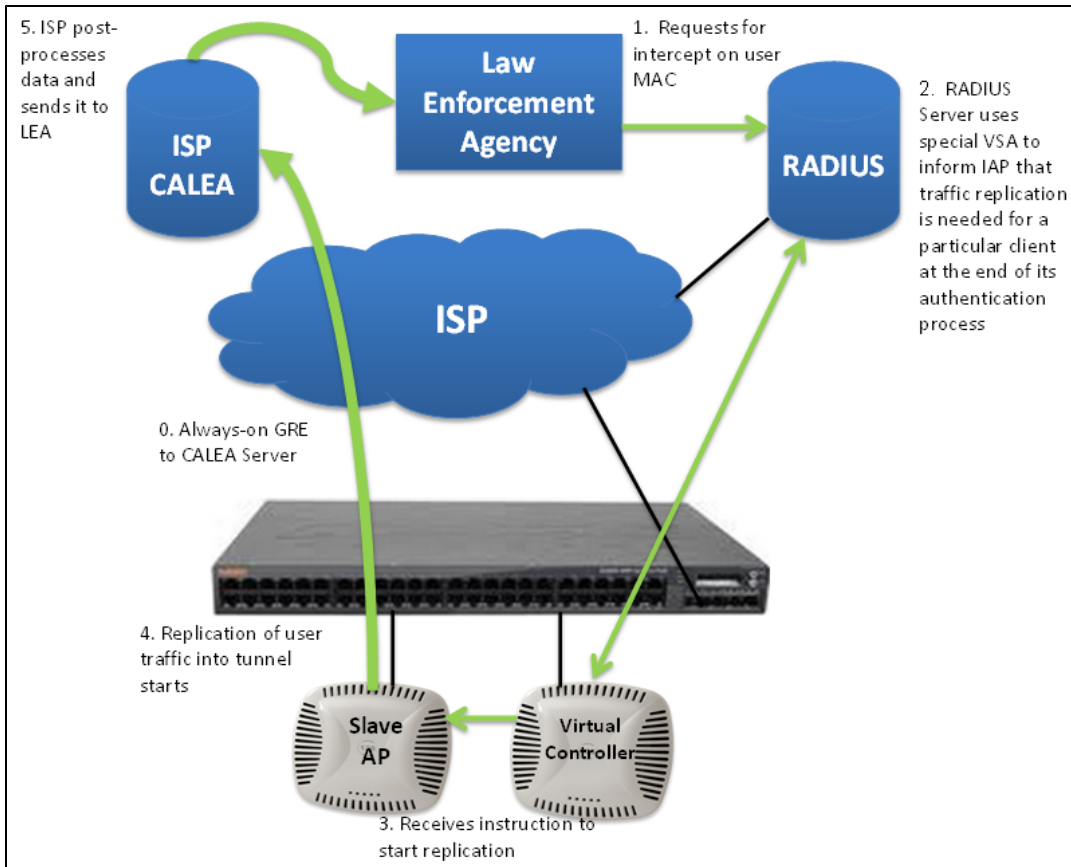 5. ISP post-
processes
data and
sends it to
LEA
ISP
CALEA
Law
Enforcement
Agency
1. Requests for
intercept on user
MAC
RADIUS
2. RADIUS
Server uses
special VSA to
inform IAP that
traffic replication
is needed for a
particular client
at the end of its
authentication
process
ISP
0. Always-on GRE
to CALEA Server
4. Replication of user
traffic into tunnel
starts
Slave
AP
Virtual
Controller
3. Receives instruction to
start replication